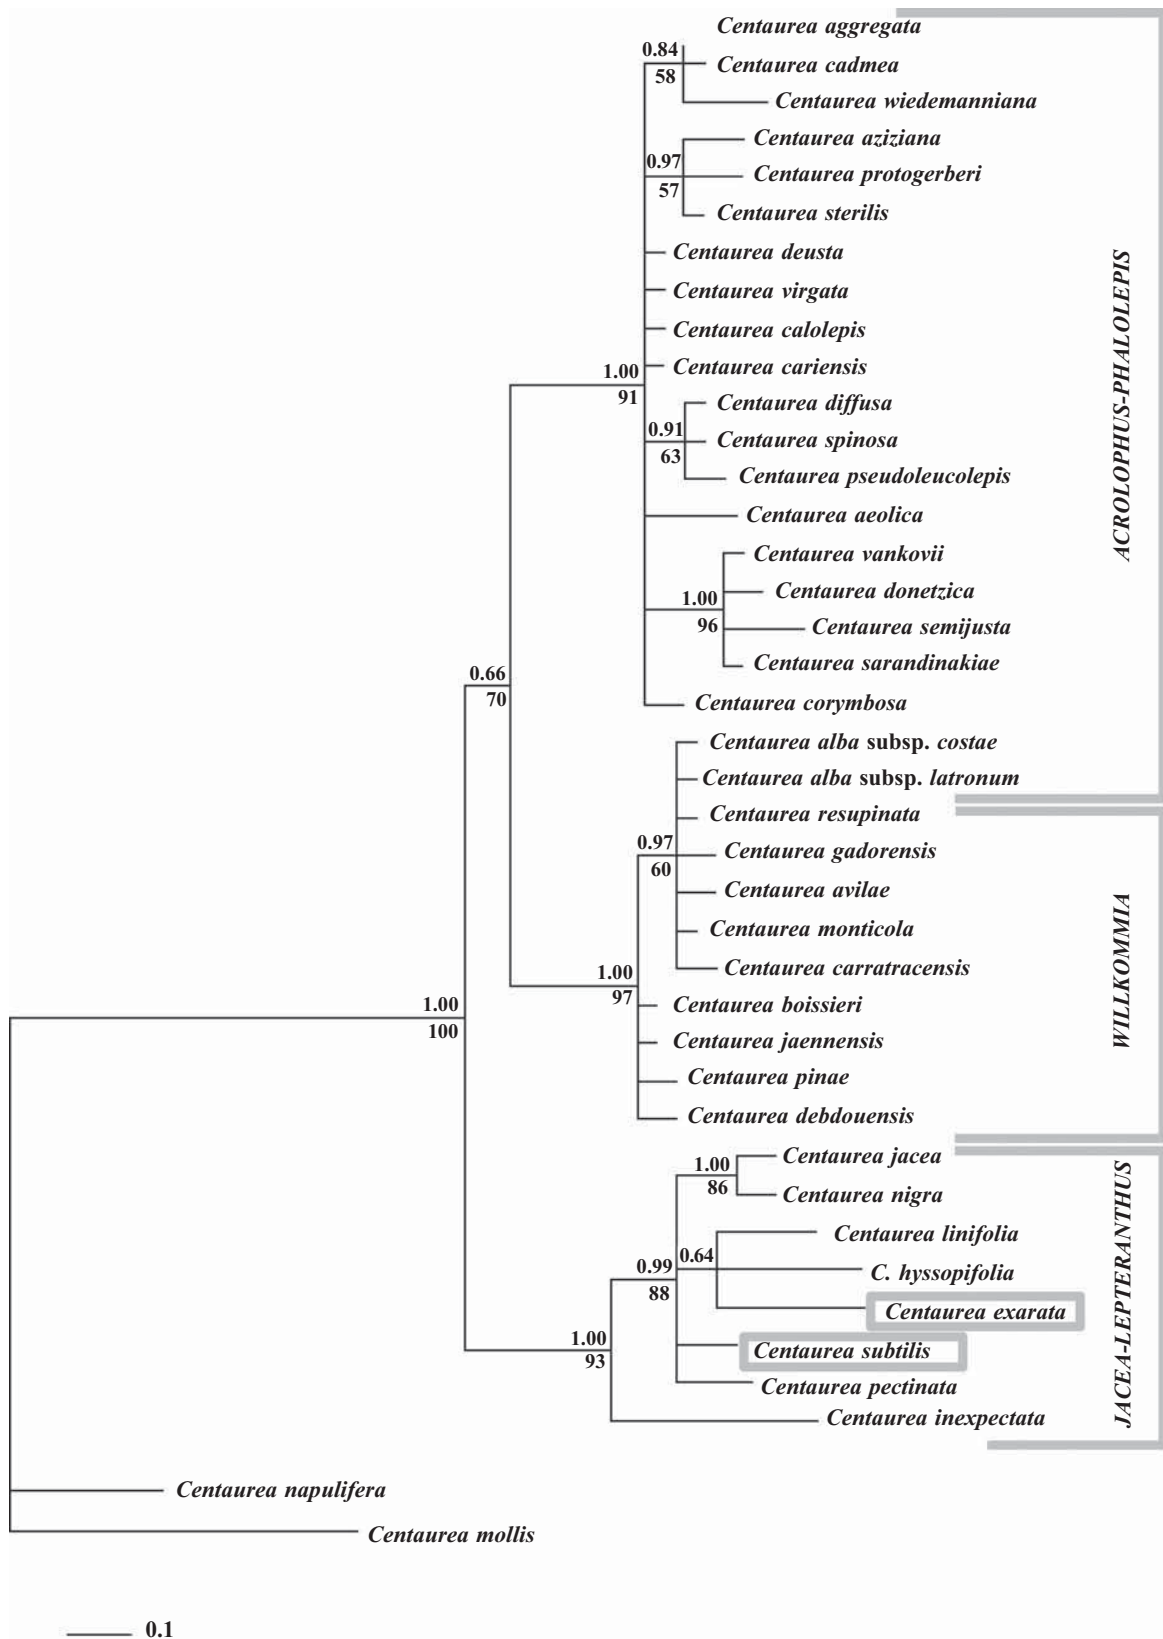 Centaurea aggregata
0.84
58
Centaurea cadmea
Centaurea wiedemanniana
Centaurea aziziana
0.97
57
Centaurea protogerberi
Centaurea sterilis
Centaurea deusta
Centaurea virgata
Centaurea calolepis
Centaurea cariensis
1.00
91
Centaurea diffusa
0.91
63
Centaurea spinosa
Centaurea pseudoleucolepis
Centaurea aeolica
Centaurea vankovii
Centaurea donetzica
1.00
96
Centaurea semijusta
Centaurea sarandinakiae
Centaurea corymbosa
ACROLOPHUS-PHALOLEPIS
0.66
70
Centaurea alba subsp. costae
Centaurea alba subsp. latronum
Centaurea resupinata
0.97
60
Centaurea gadorensis
Centaurea avilae
Centaurea monticola
Centaurea carratracensis
1.00
97
Centaurea boissieri
Centaurea jaennensis
Centaurea pinae
Centaurea debdouensis
WILLKOMMIA
1.00
100
Centaurea jacea
1.00
86
Centaurea nigra
Centaurea linifolia
0.64
0.99
88
C. hyssopifolia
Centaurea exarata
Centaurea subtilis
1.00
93
Centaurea pectinata
Centaurea inexpectata
JACEA-LEPTERANTHUS
Centaurea napulifera
Centaurea mollis
0.1